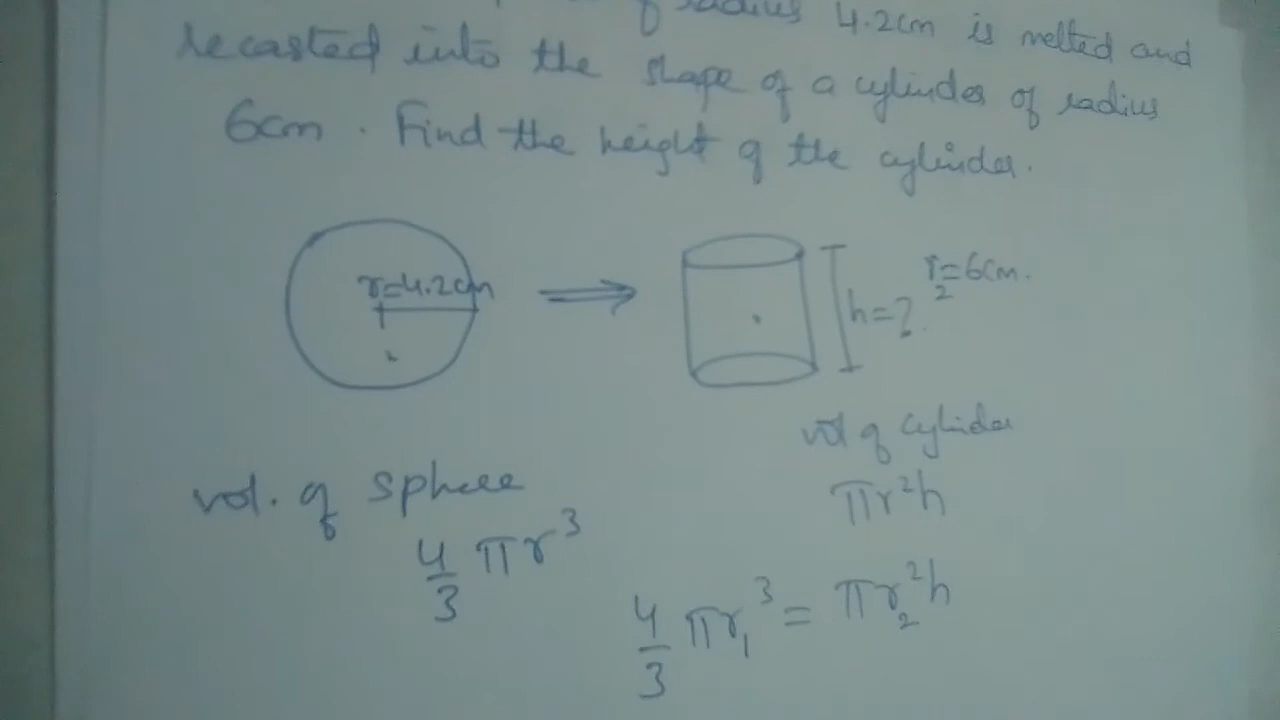 of radius 4.2cm is melted and
recasted into the shape of a cylinder of radius
6cm. Find the height of the cylinder.
r=4.2cm
h=?
r2=6cm.
vol of cylinder
πr²h
vol. of sphere
4/3 πr³
4/3 πr₁³ = πr₂²h